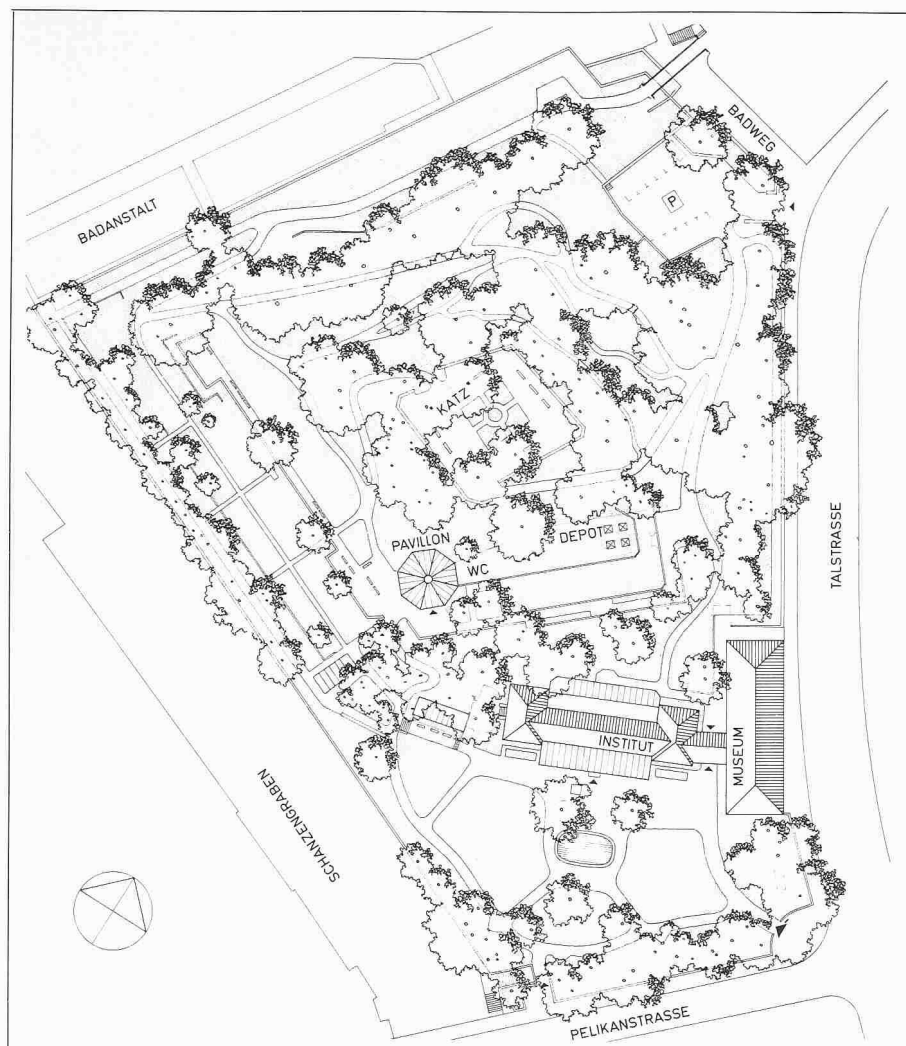 BADWEG
P
BADANSTALT
KATZ
TALSTRASSE
PAVILLON
DEPOT
WC
INSTITUT
MUSEUM
SCHANZENGRABEN
PELIKANSTRASSE